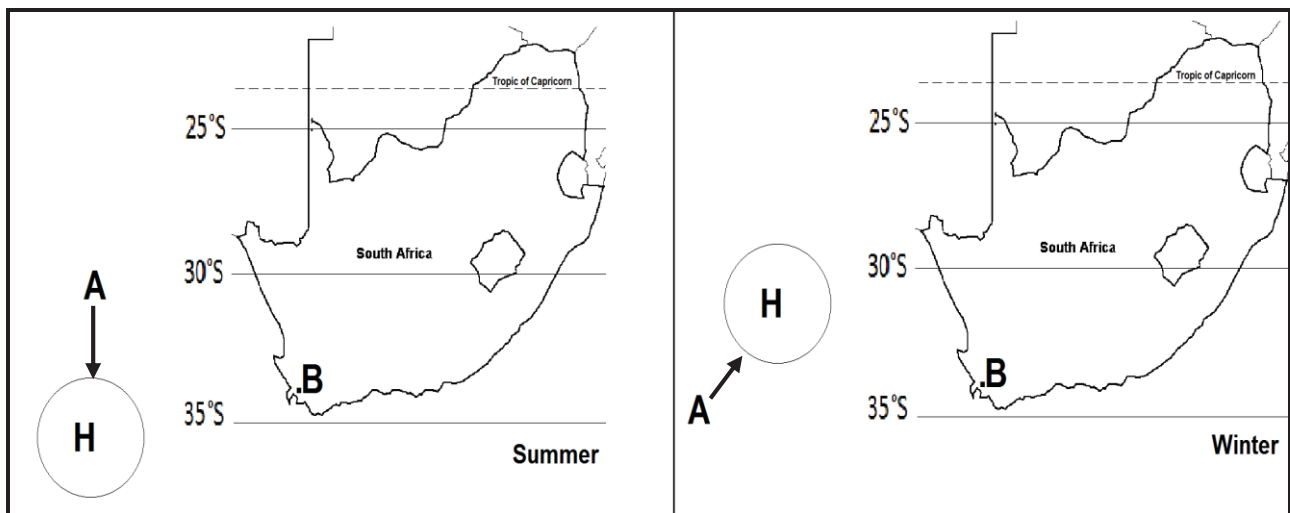 Tropic of Capricorn
25°S
South Africa
30°S
A
B
35°S
H
Summer
Tropic of Capricorn
25°S
South Africa
30°S
H
B
A
35°S
Winter